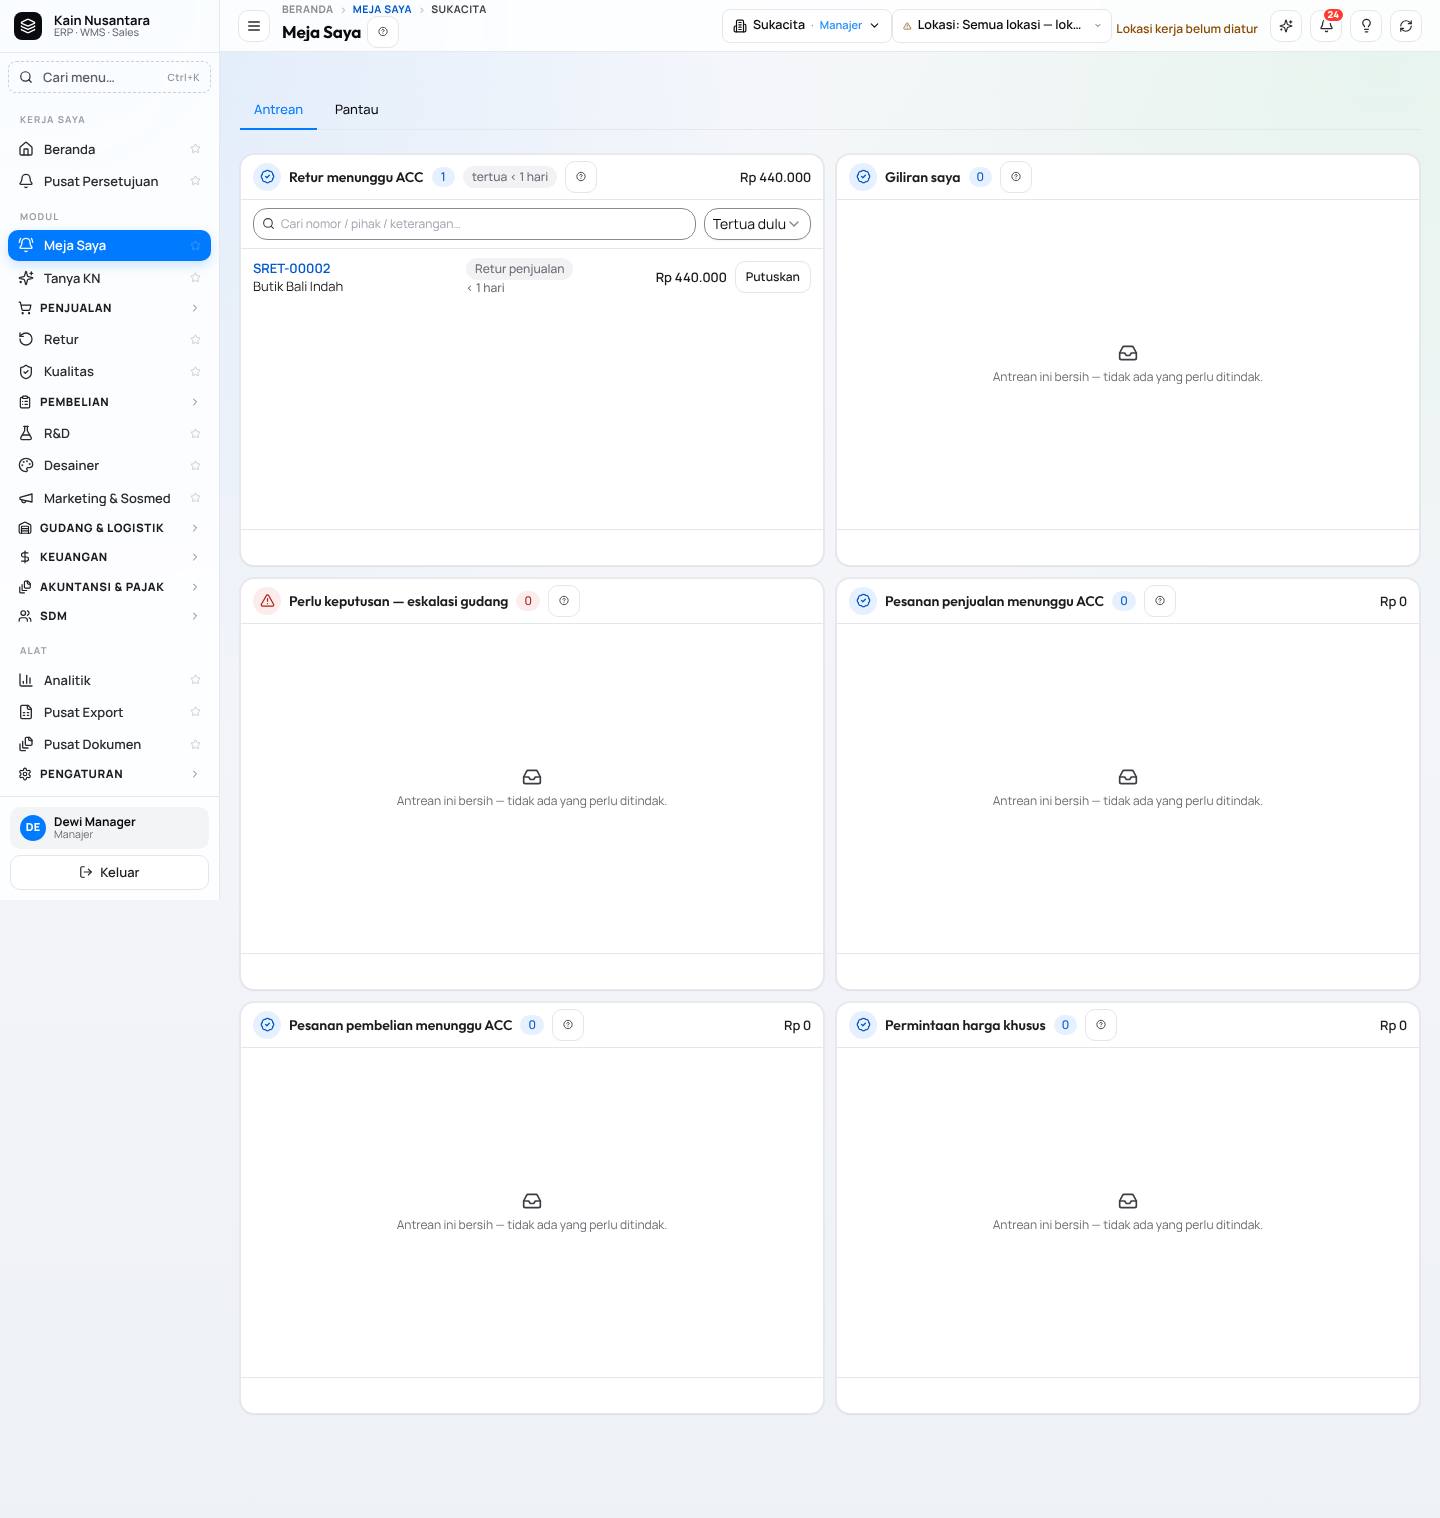 Kain Nusantara
ERP · WMS · Sales
Cari menu... Ctrl+K
KERJA SAYA
Beranda
Pusat Persetujuan
MODUL
Meja Saya
Tanya KN
PENJUALAN
Retur
Kualitas
PEMBELIAN
R&D
Desainer
Marketing & Sosmed
GUDANG & LOGISTIK
KEUANGAN
AKUNTANSI & PAJAK
SDM
ALAT
Analitik
Pusat Export
Pusat Dokumen
PENGATURAN
DE
Dewi Manager
Manajer
Keluar
BERANDA > MEJA SAYA > SUKACITA
Meja Saya
Sukacita · Manajer
Lokasi: Semua lokasi — lok...
Lokasi kerja belum diatur
24
Antrean
Pantau
Retur menunggu ACC 1 tertua < 1 hari Rp 440.000
Cari nomor / pihak / keterangan...
Tertua dulu
SRET-00002
Butik Bali Indah
Retur penjualan
< 1 hari
Rp 440.000
Putuskan
Giliran saya 0
Antrean ini bersih — tidak ada yang perlu ditindak.
Perlu keputusan — eskalasi gudang 0
Antrean ini bersih — tidak ada yang perlu ditindak.
Pesanan penjualan menunggu ACC 0 Rp 0
Antrean ini bersih — tidak ada yang perlu ditindak.
Pesanan pembelian menunggu ACC 0 Rp 0
Antrean ini bersih — tidak ada yang perlu ditindak.
Permintaan harga khusus 0 Rp 0
Antrean ini bersih — tidak ada yang perlu ditindak.